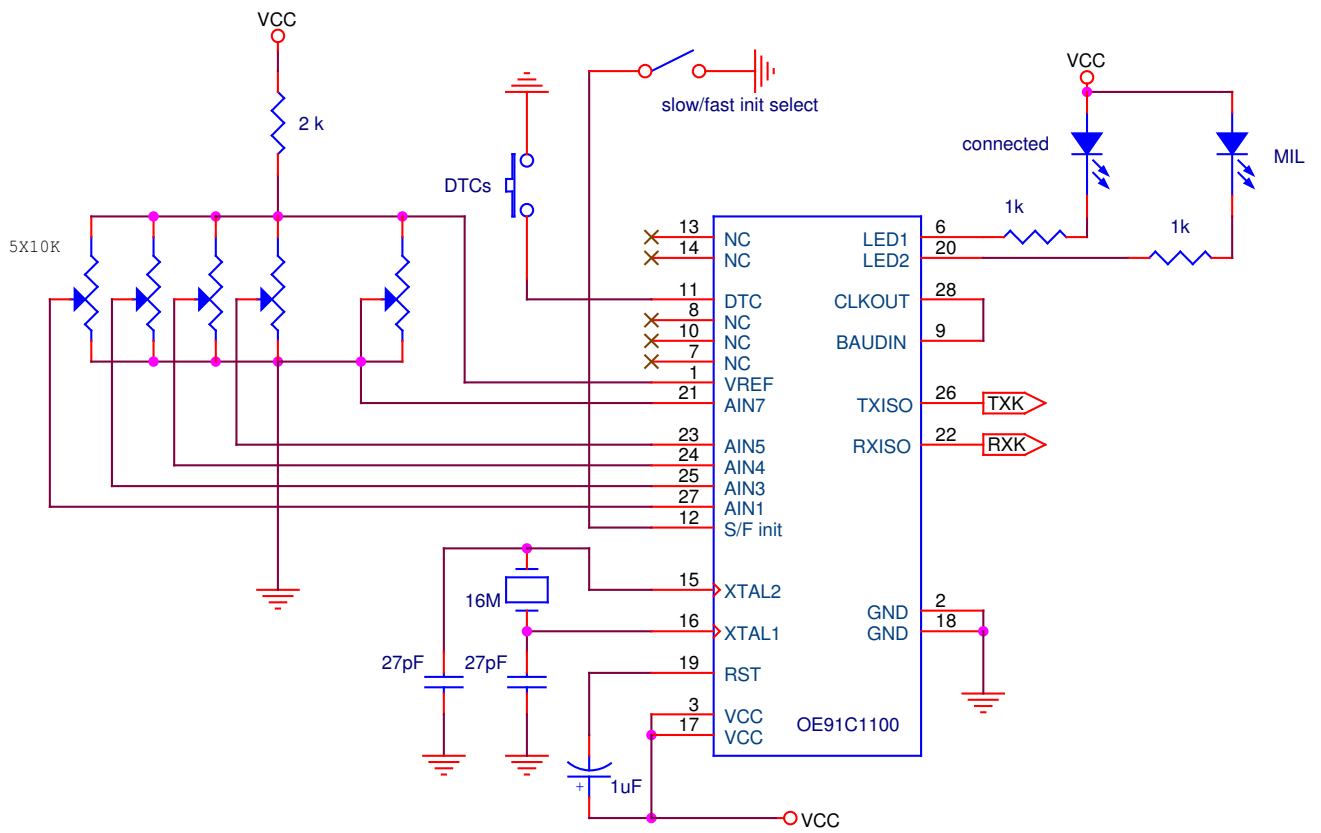 VCC
2 k
5X10K
DTCs
slow/fast init select
VCC
connected
MIL
1k
1k
13 NC
14 NC
11 DTC
8 NC
10 NC
7 NC
1 VREF
21 AIN7
23 AIN5
24 AIN4
25 AIN3
27 AIN1
12 S/F init
15 XTAL2
16 XTAL1
19 RST
3 VCC
17 VCC
LED1 6
LED2 20
CLKOUT 28
BAUDIN 9
TXISO 26 TXK
RXISO 22 RXK
GND 2
GND 18
OE91C1100
16M
27pF
27pF
+ 1uF
VCC